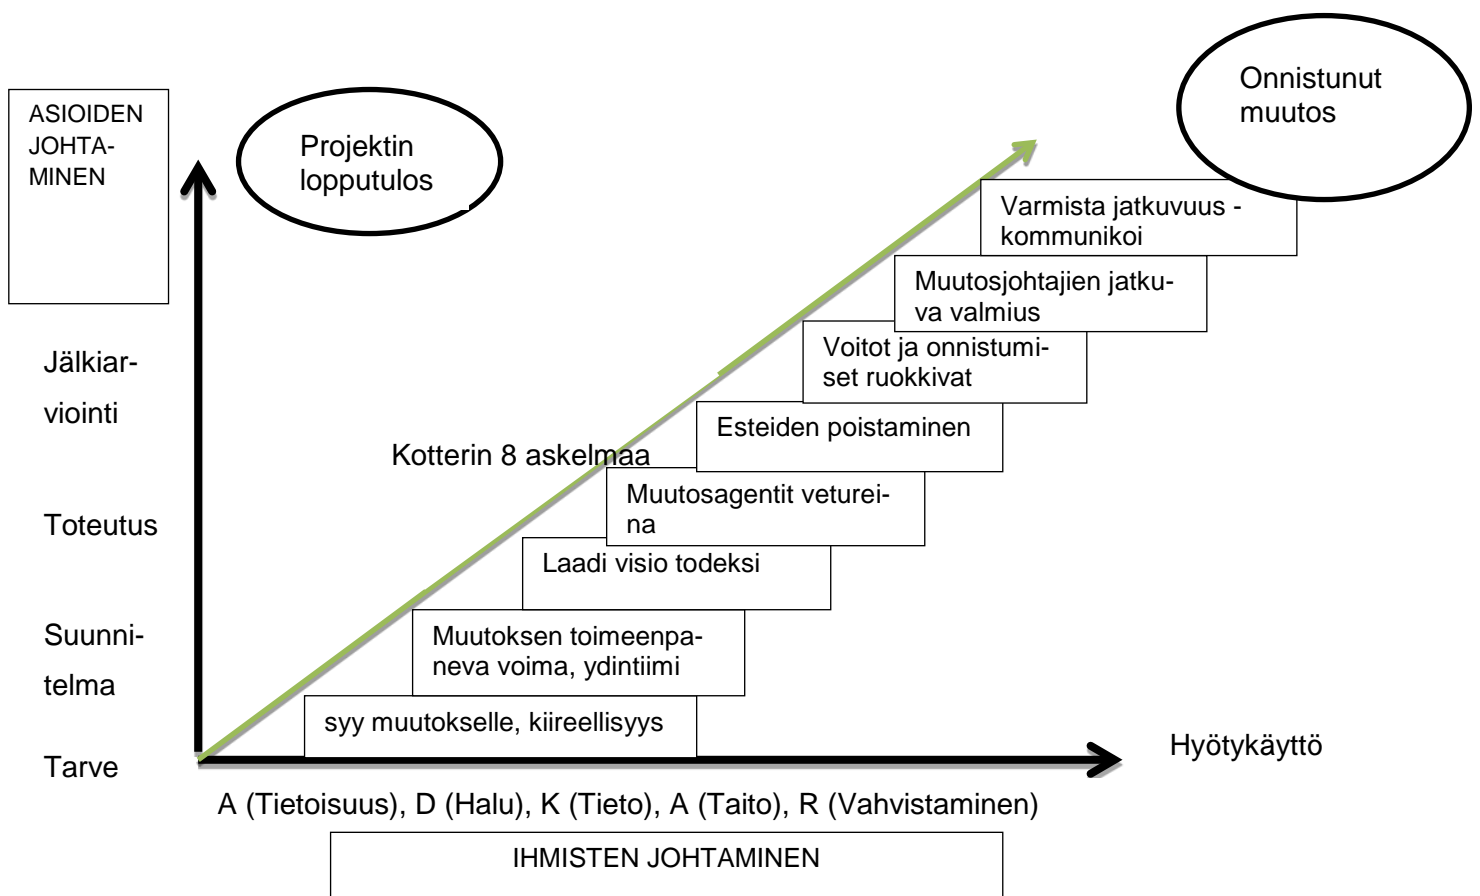 Onnistunut
muutos
ASIOIDEN
JOHTA-
MINEN
Projektin
lopputulos
Varmista jatkuvuus -
kommunikoi
Muutosjohtajien jatku-
va valmius
Voitot ja onnistumi-
set ruokkivat
Jälkiar-
viointi
Esteiden poistaminen
Kotterin 8 askelmaa
Muutosagentit veturei-
na
Toteutus
Laadi visio todeksi
Suunni-
telma
Muutoksen toimeenpa-
neva voima, ydintiimi
syy muutokselle, kiireellisyys
Tarve
Hyötykäyttö
A (Tietoisuus), D (Halu), K (Tieto), A (Taito), R (Vahvistaminen)
IHMISTEN JOHTAMINEN